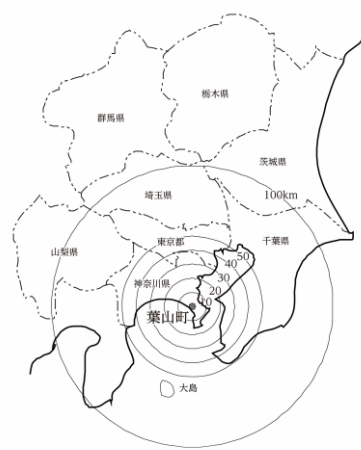 栃木県
群馬県
茨城県
埼玉県
100km
東京都
千葉県
山梨県
50
40
神奈川県
30
20
10
葉山町
大島